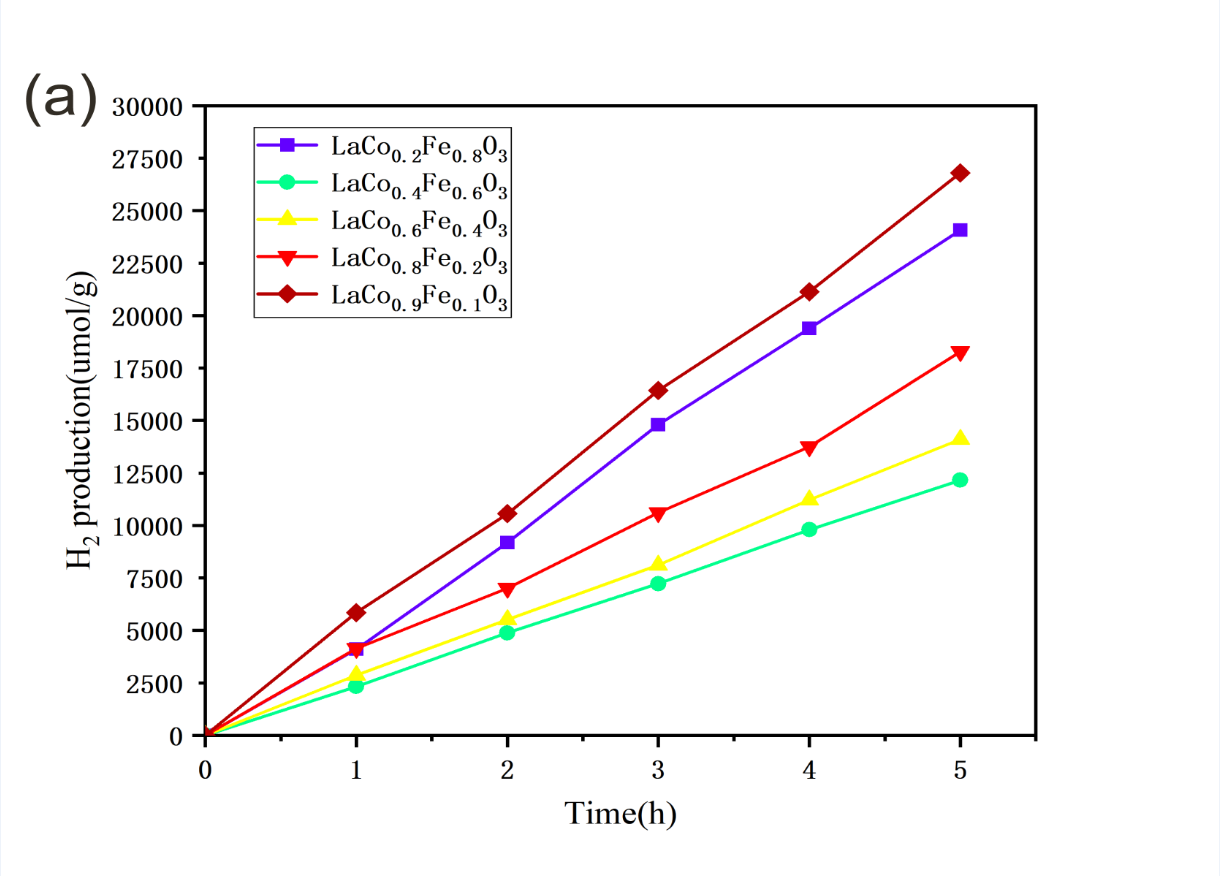 (a)
30000
27500
25000
22500
20000
17500
15000
12500
10000
7500
5000
2500
0
H₂ production(umol/g)
LaCo₀.₂Fe₀.₈O₃
LaCo₀.₄Fe₀.₆O₃
LaCo₀.₆Fe₀.₄O₃
LaCo₀.₈Fe₀.₂O₃
LaCo₀.₉Fe₀.₁O₃
0 1 2 3 4 5
Time(h)